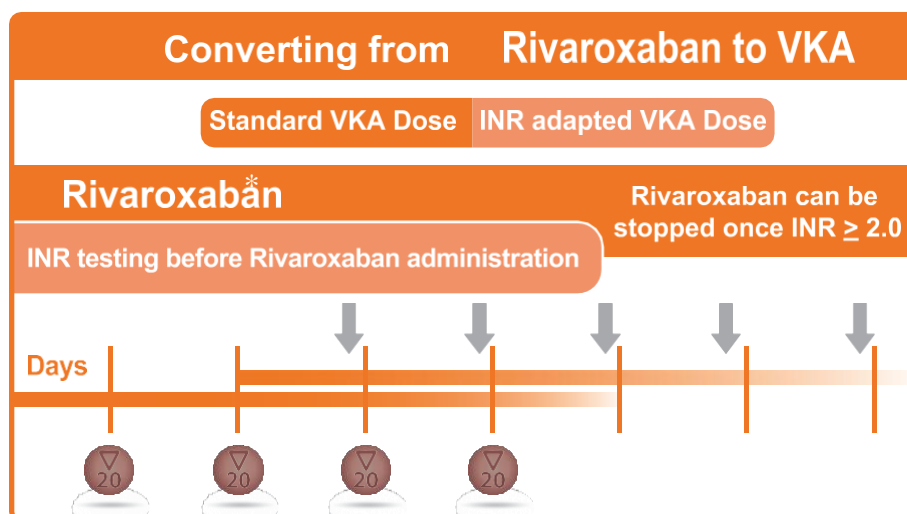 Converting from Rivaroxaban to VKA
Standard VKA Dose INR adapted VKA Dose
Rivaroxaban*
Rivaroxaban can be
stopped once INR ≥ 2.0
INR testing before Rivaroxaban administration
Days
20 20 20 20